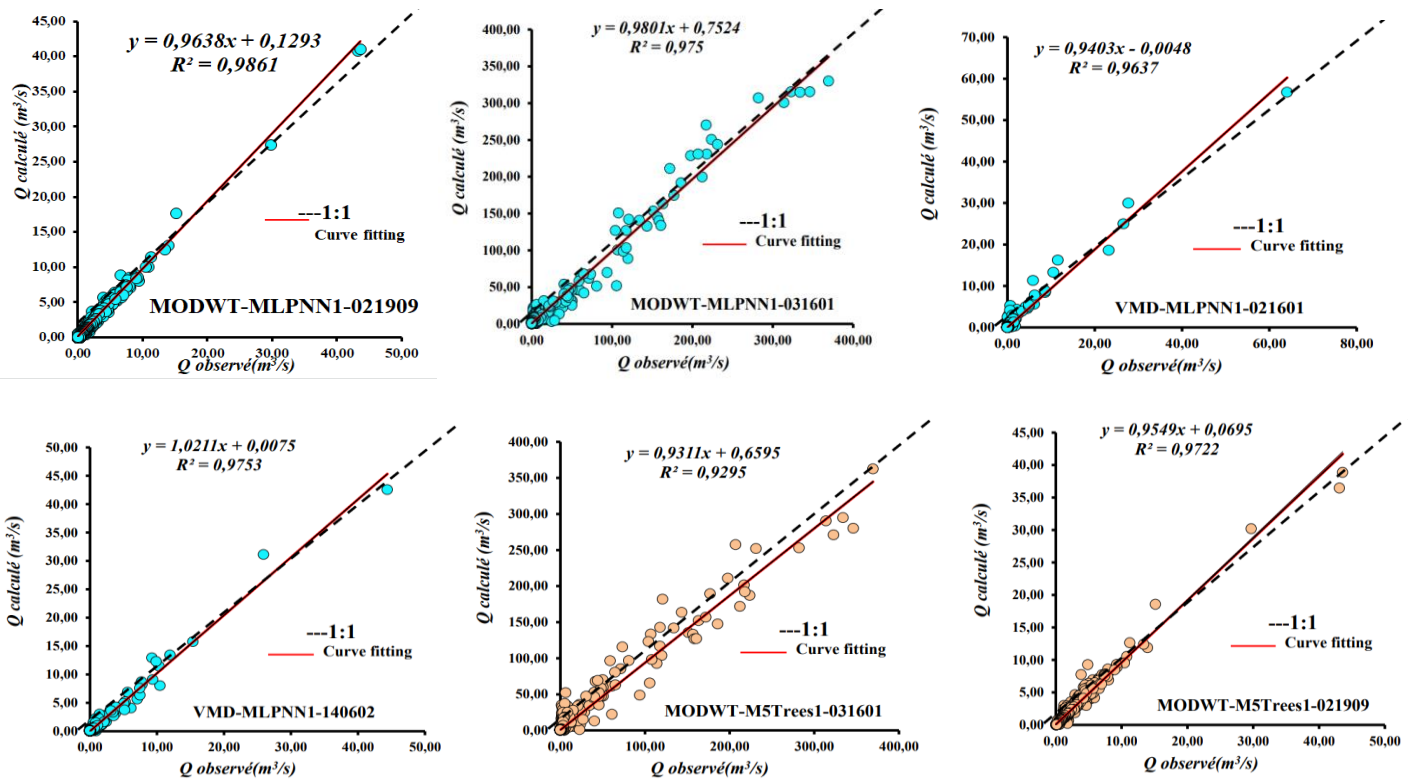 45,00
40,00
35,00
30,00
25,00
20,00
15,00
10,00
5,00
0,00
Q calculé (m³/s)
y = 0,9638x + 0,1293
R² = 0,9861
---1:1
Curve fitting
MODWT-MLPNN1-021909
0,00 10,00 20,00 30,00 40,00 50,00
Q observé(m³/s)
400,00
350,00
300,00
250,00
200,00
150,00
100,00
50,00
0,00
Q calculé (m³/s)
y = 0,9801x + 0,7524
R² = 0,975
---1:1
Curve fitting
MODWT-MLPNN1-031601
0,00 100,00 200,00 300,00 400,00
Q observé(m³/s)
70,00
60,00
50,00
40,00
30,00
20,00
10,00
0,00
Q calculé (m³/s)
y = 0,9403x - 0,0048
R² = 0,9637
---1:1
Curve fitting
VMD-MLPNN1-021601
0,00 20,00 40,00 60,00 80,00
Q observé(m³/s)
50,00
45,00
40,00
35,00
30,00
25,00
20,00
15,00
10,00
5,00
0,00
Q calculé (m³/s)
y = 1,0211x + 0,0075
R² = 0,9753
---1:1
Curve fitting
VMD-MLPNN1-140602
0,00 10,00 20,00 30,00 40,00 50,00
Q observé(m³/s)
400,00
350,00
300,00
250,00
200,00
150,00
100,00
50,00
0,00
Q calculé (m³/s)
y = 0,9311x + 0,6595
R² = 0,9295
---1:1
Curve fitting
MODWT-M5Trees1-031601
0,00 100,00 200,00 300,00 400,00
Q observé(m³/s)
45,00
40,00
35,00
30,00
25,00
20,00
15,00
10,00
5,00
0,00
Q calculé (m³/s)
y = 0,9549x + 0,0695
R² = 0,9722
---1:1
Curve fitting
MODWT-M5Trees1-021909
0,00 10,00 20,00 30,00 40,00 50,00
Q observé(m³/s)